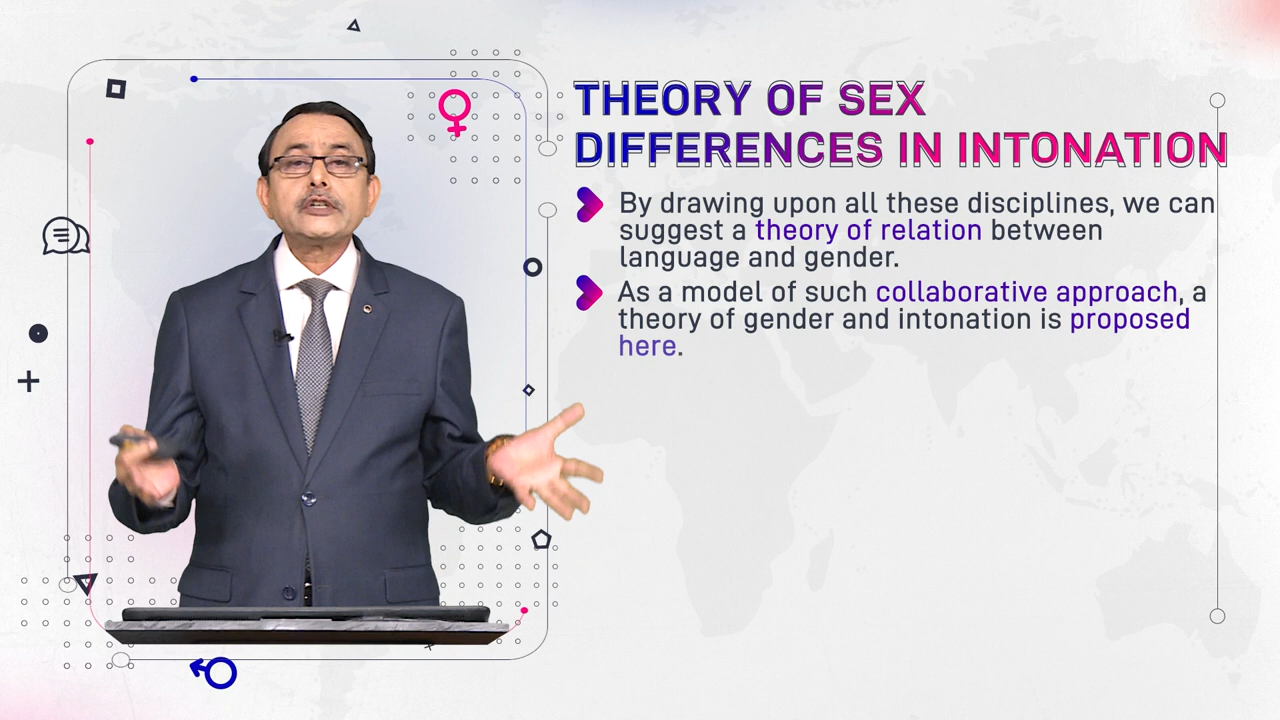 THEORY OF SEX
DIFFERENCES IN INTONATION
By drawing upon all these disciplines, we can
suggest a theory of relation between
language and gender.
As a model of such collaborative approach, a
theory of gender and intonation is proposed
here.